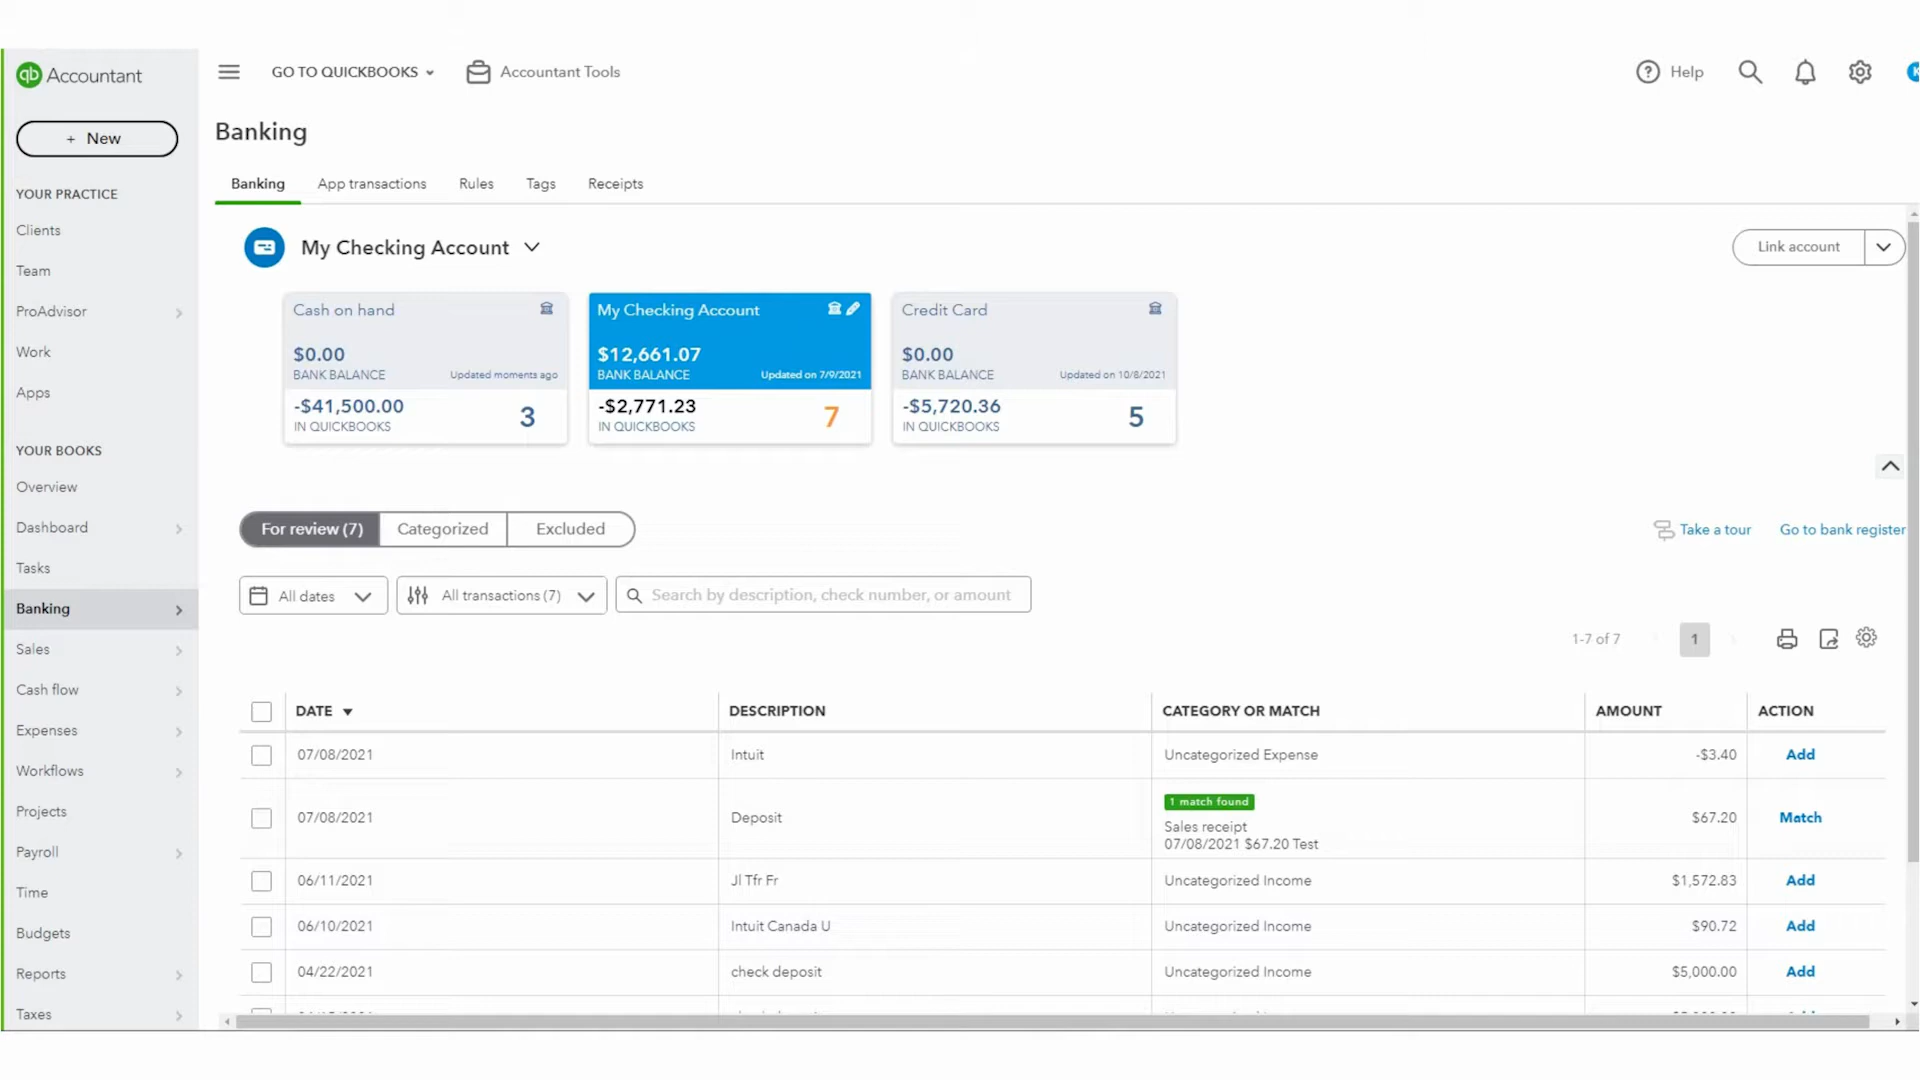 qb Accountant
GO TO QUICKBOOKS
Accountant Tools
Help
K
+ New
YOUR PRACTICE
Clients
Team
ProAdvisor
Work
Apps
YOUR BOOKS
Overview
Dashboard
Tasks
Banking
Sales
Cash flow
Expenses
Workflows
Projects
Payroll
Time
Budgets
Reports
Taxes
Banking
Banking App transactions Rules Tags Receipts
My Checking Account
Link account
Cash on hand
$0.00
BANK BALANCE Updated moments ago
-$41,500.00
IN QUICKBOOKS
3
My Checking Account
$12,661.07
BANK BALANCE Updated on 7/9/2021
-$2,771.23
IN QUICKBOOKS
7
Credit Card
$0.00
BANK BALANCE Updated on 10/8/2021
-$5,720.36
IN QUICKBOOKS
5
For review (7) Categorized Excluded
Take a tour Go to bank register
All dates All transactions (7) Search by description, check number, or amount
1-7 of 7 1
DATE DESCRIPTION CATEGORY OR MATCH AMOUNT ACTION
07/08/2021 Intuit Uncategorized Expense -$3.40 Add
1 match found
07/08/2021 Deposit Sales receipt $67.20 Match
07/08/2021 $67.20 Test
06/11/2021 Jl Tfr Fr Uncategorized Income $1,572.83 Add
06/10/2021 Intuit Canada U Uncategorized Income $90.72 Add
04/22/2021 check deposit Uncategorized Income $5,000.00 Add